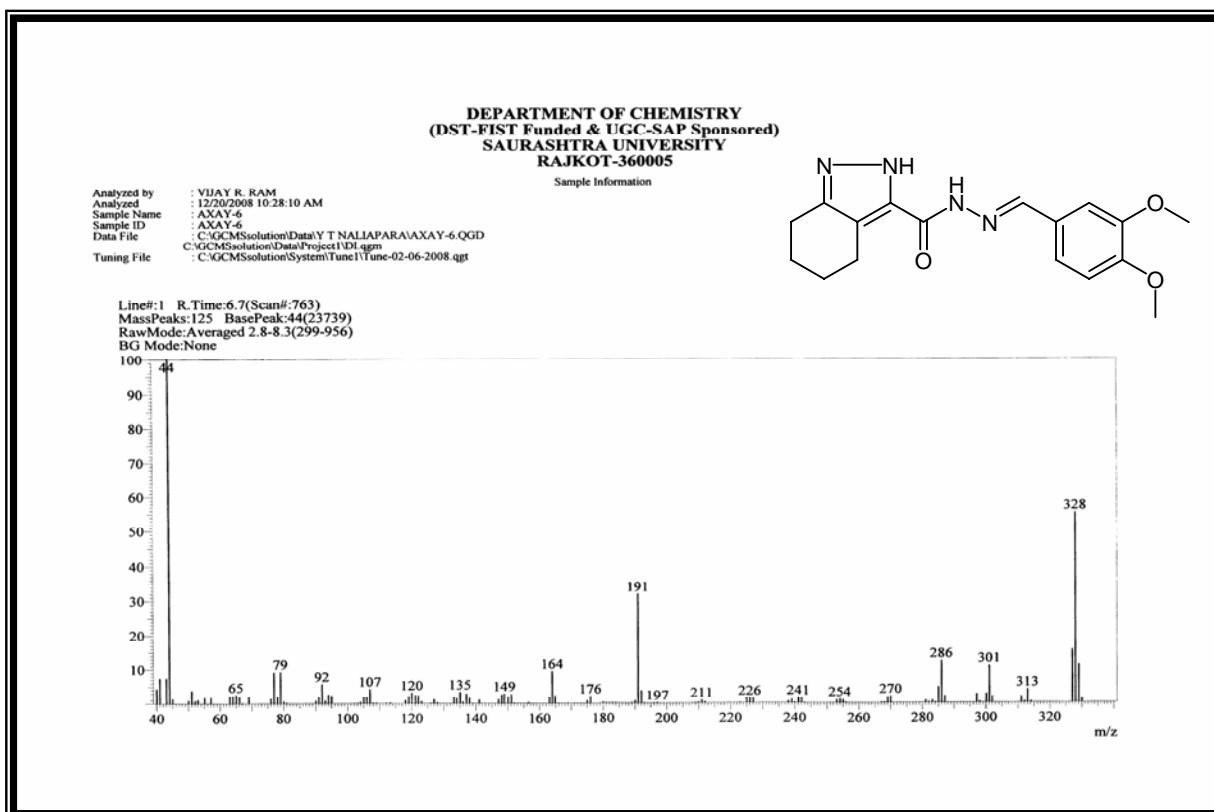 DEPARTMENT OF CHEMISTRY
(DST-FIST Funded & UGC-SAP Sponsored)
SAURASHTRA UNIVERSITY
RAJKOT-360005
Sample Information
Analyzed by : VIJAY R. RAM
Analyzed : 12/20/2008 10:28:10 AM
Sample Name : AXAY-6
Sample ID : AXAY-6
Data File : C:\GCMSsolution\Data\Y T NALIAPARA\AXAY-6.QGD
C:\GCMSsolution\Data\Project1\DI.qgm
Tuning File : C:\GCMSsolution\System\Tune1\Tune-02-06-2008.qgt
N NH
H
N
N
O
O
O
Line#:1 R.Time:6.7(Scan#:763)
MassPeaks:125 BasePeak:44(23739)
RawMode:Averaged 2.8-8.3(299-956)
BG Mode:None
100
90
80
70
60
50
40
30
20
10
44
65
79
92
107
120
135
149
164
176
191
197
211
226
241
254
270
286
301
313
328
40 60 80 100 120 140 160 180 200 220 240 260 280 300 320
m/z